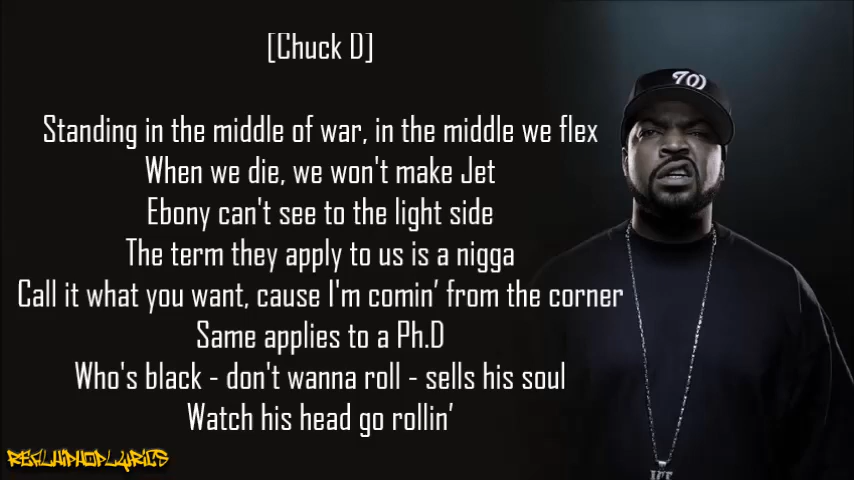 [Chuck D]
Standing in the middle of war, in the middle we flex
When we die, we won't make Jet
Ebony can't see to the light side
The term they apply to us is a nigga
Call it what you want, cause I'm comin' from the corner
Same applies to a Ph.D
Who's black - don't wanna roll - sells his soul
Watch his head go rollin'
REALHIPHOPLYRICS